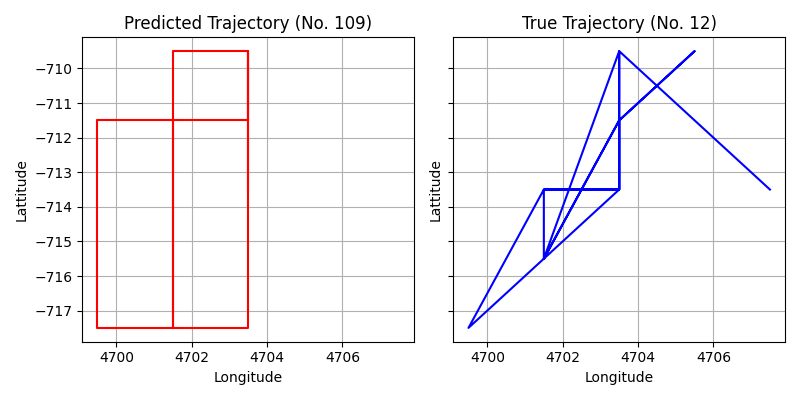 Predicted Trajectory (No. 109)
True Trajectory (No. 12)
Lattitude
−710
−711
−712
−713
−714
−715
−716
−717
4700
4702
4704
4706
Longitude
Lattitude
4700
4702
4704
4706
Longitude